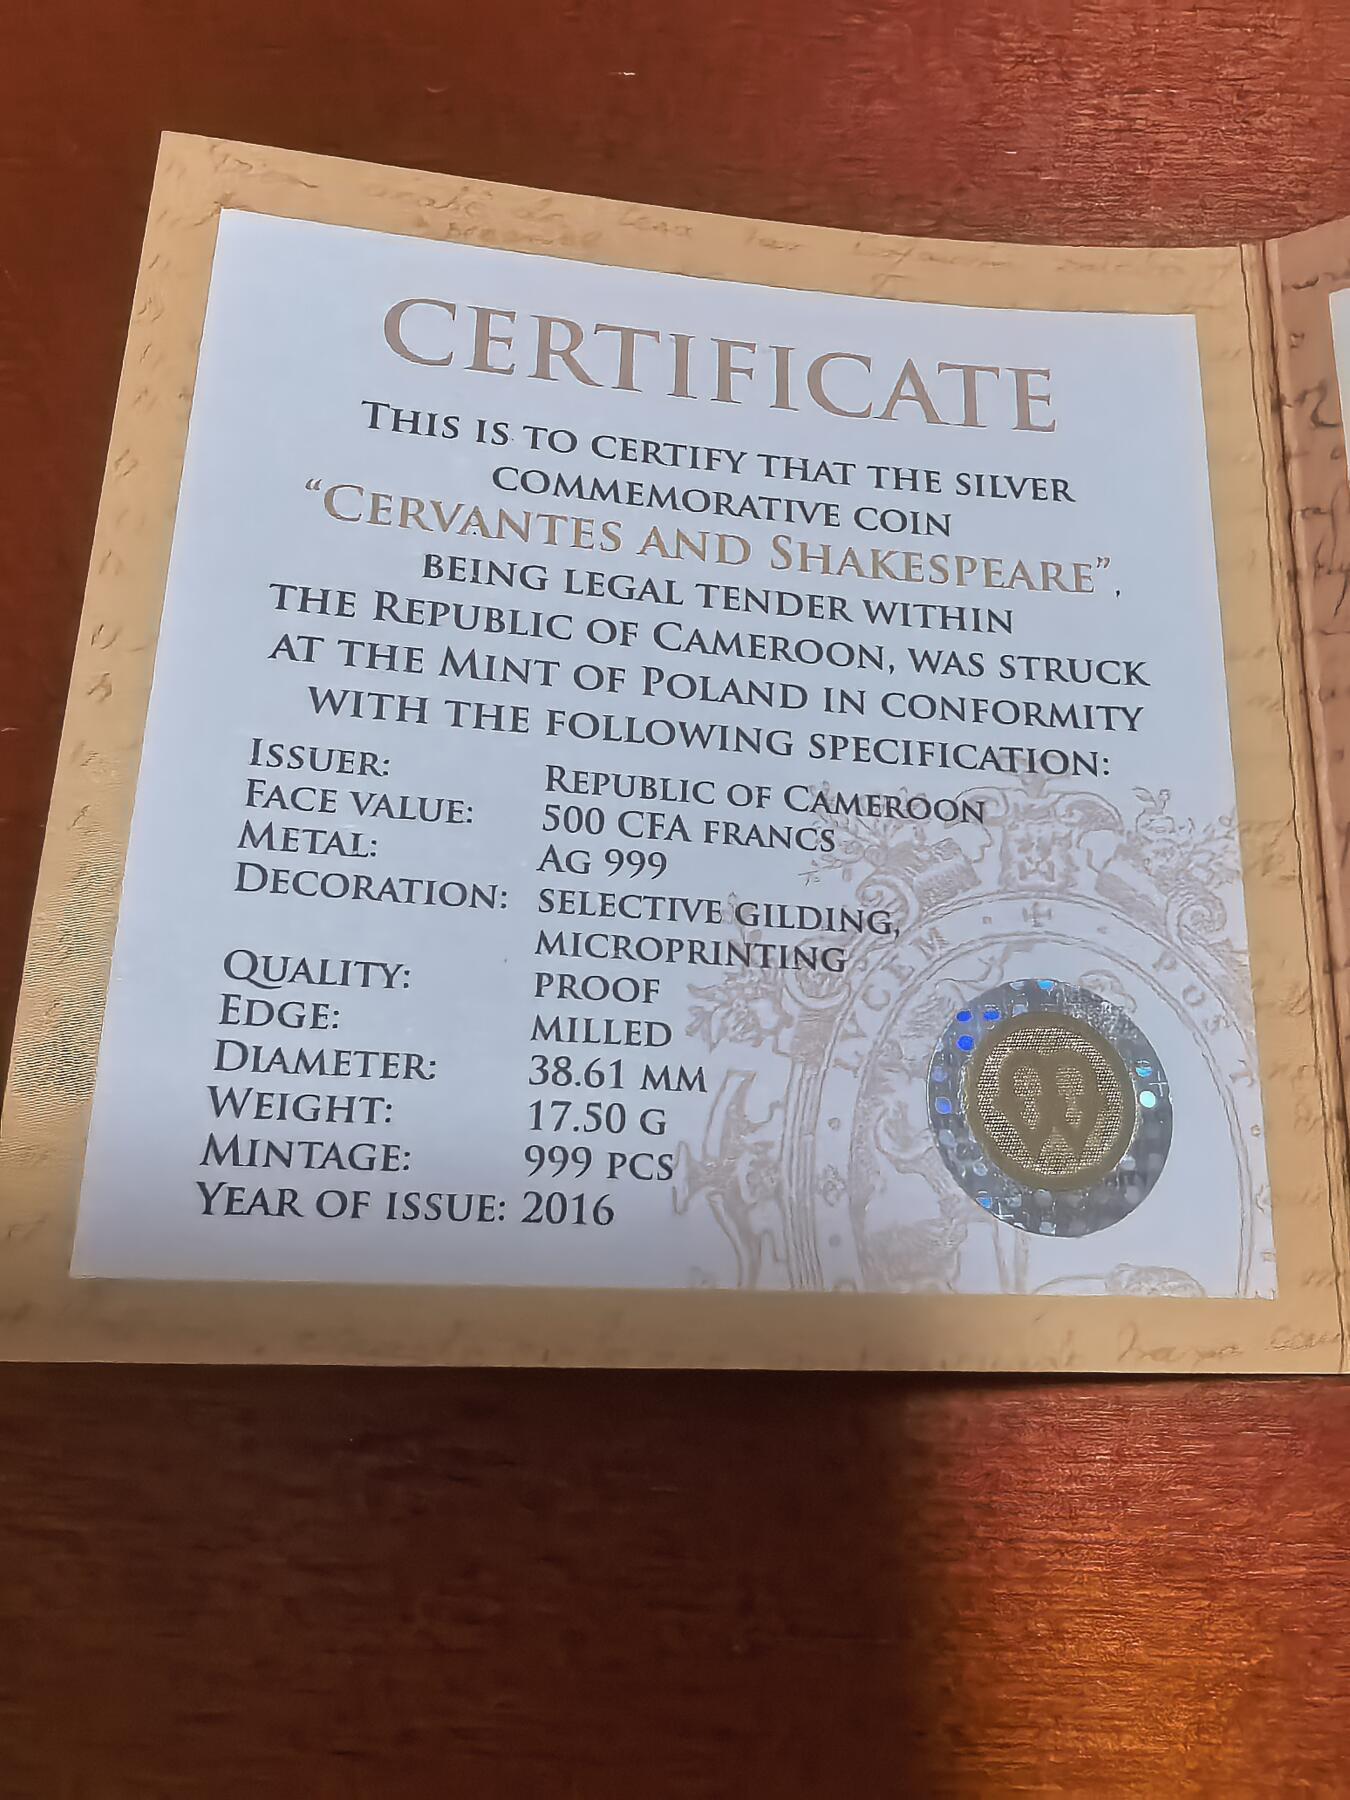 CERTIFICATE
THIS IS TO CERTIFY THAT THE SILVER
COMMEMORATIVE COIN
“CERVANTES AND SHAKESPEARE”,
BEING LEGAL TENDER WITHIN
THE REPUBLIC OF CAMEROON, WAS STRUCK
AT THE MINT OF POLAND IN CONFORMITY
WITH THE FOLLOWING SPECIFICATION:
ISSUER: REPUBLIC OF CAMEROON
FACE VALUE: 500 CFA FRANCS
METAL: AG 999
DECORATION: SELECTIVE GILDING,
MICROPRINTING
QUALITY: PROOF
EDGE: MILLED
DIAMETER: 38.61 MM
WEIGHT: 17.50 G
MINTAGE: 999 PCS
YEAR OF ISSUE: 2016